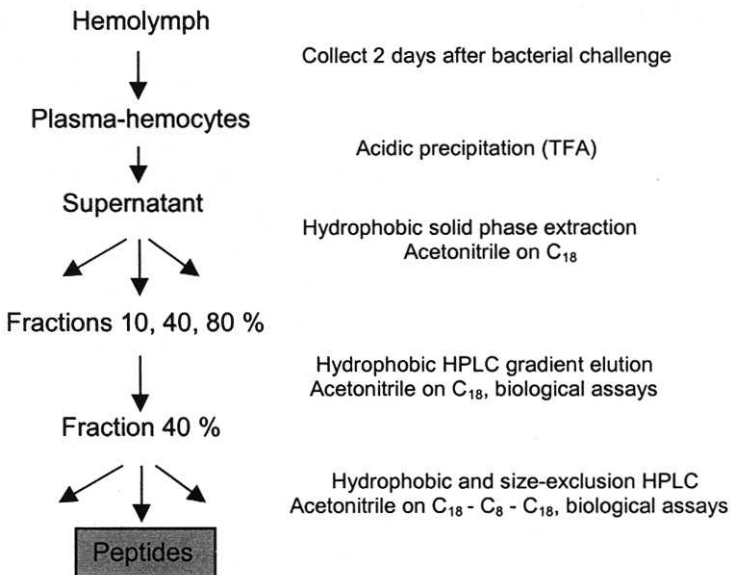 Hemolymph
Collect 2 days after bacterial challenge
Plasma-hemocytes
Acidic precipitation (TFA)
Supernatant
Hydrophobic solid phase extraction
Acetonitrile on C₁₈
Fractions 10, 40, 80 %
Hydrophobic HPLC gradient elution
Acetonitrile on C₁₈, biological assays
Fraction 40 %
Hydrophobic and size-exclusion HPLC
Acetonitrile on C₁₈ - C₈ - C₁₈, biological assays
Peptides